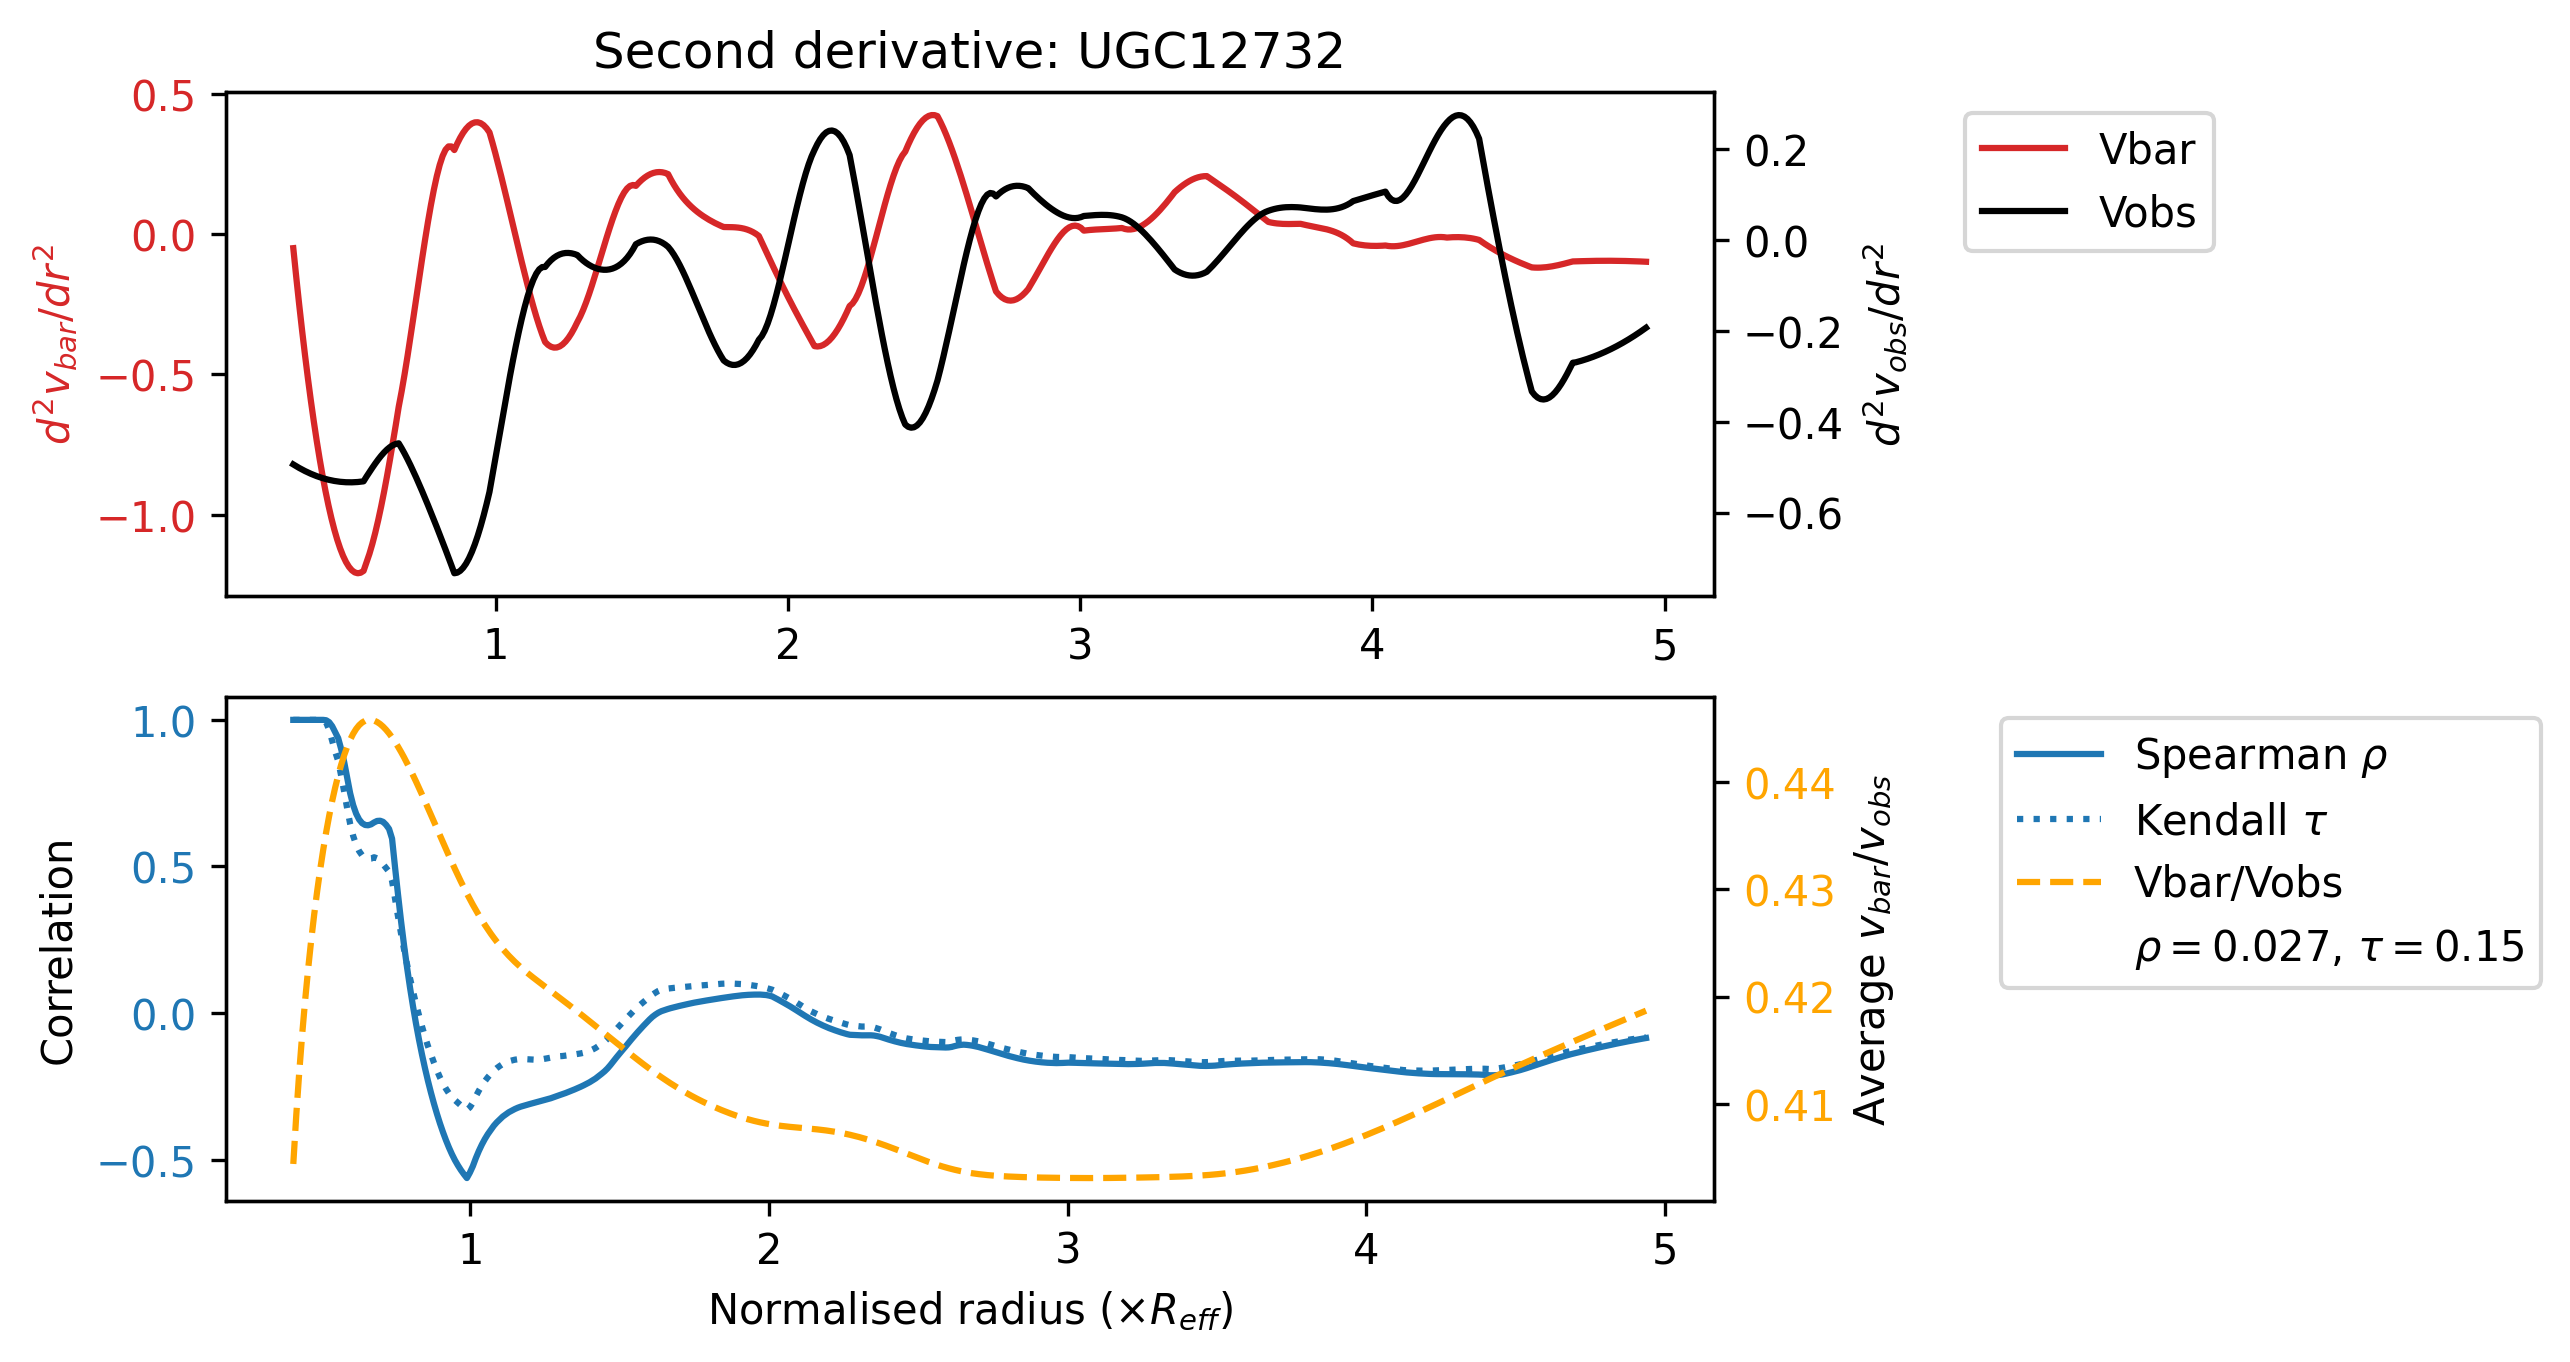 Second derivative: UGC12732
0.5
0.0
−0.5
−1.0
d²v_bar/dr²
0.2
0.0
−0.2
−0.4
−0.6
d²v_obs/dr²
1 2 3 4 5
Vbar
Vobs
1.0
0.5
0.0
−0.5
Correlation
0.44
0.43
0.42
0.41
Average v_bar/v_obs
1 2 3 4 5
Normalised radius (×R_eff)
Spearman ρ
Kendall τ
Vbar/Vobs
ρ = 0.027, τ = 0.15